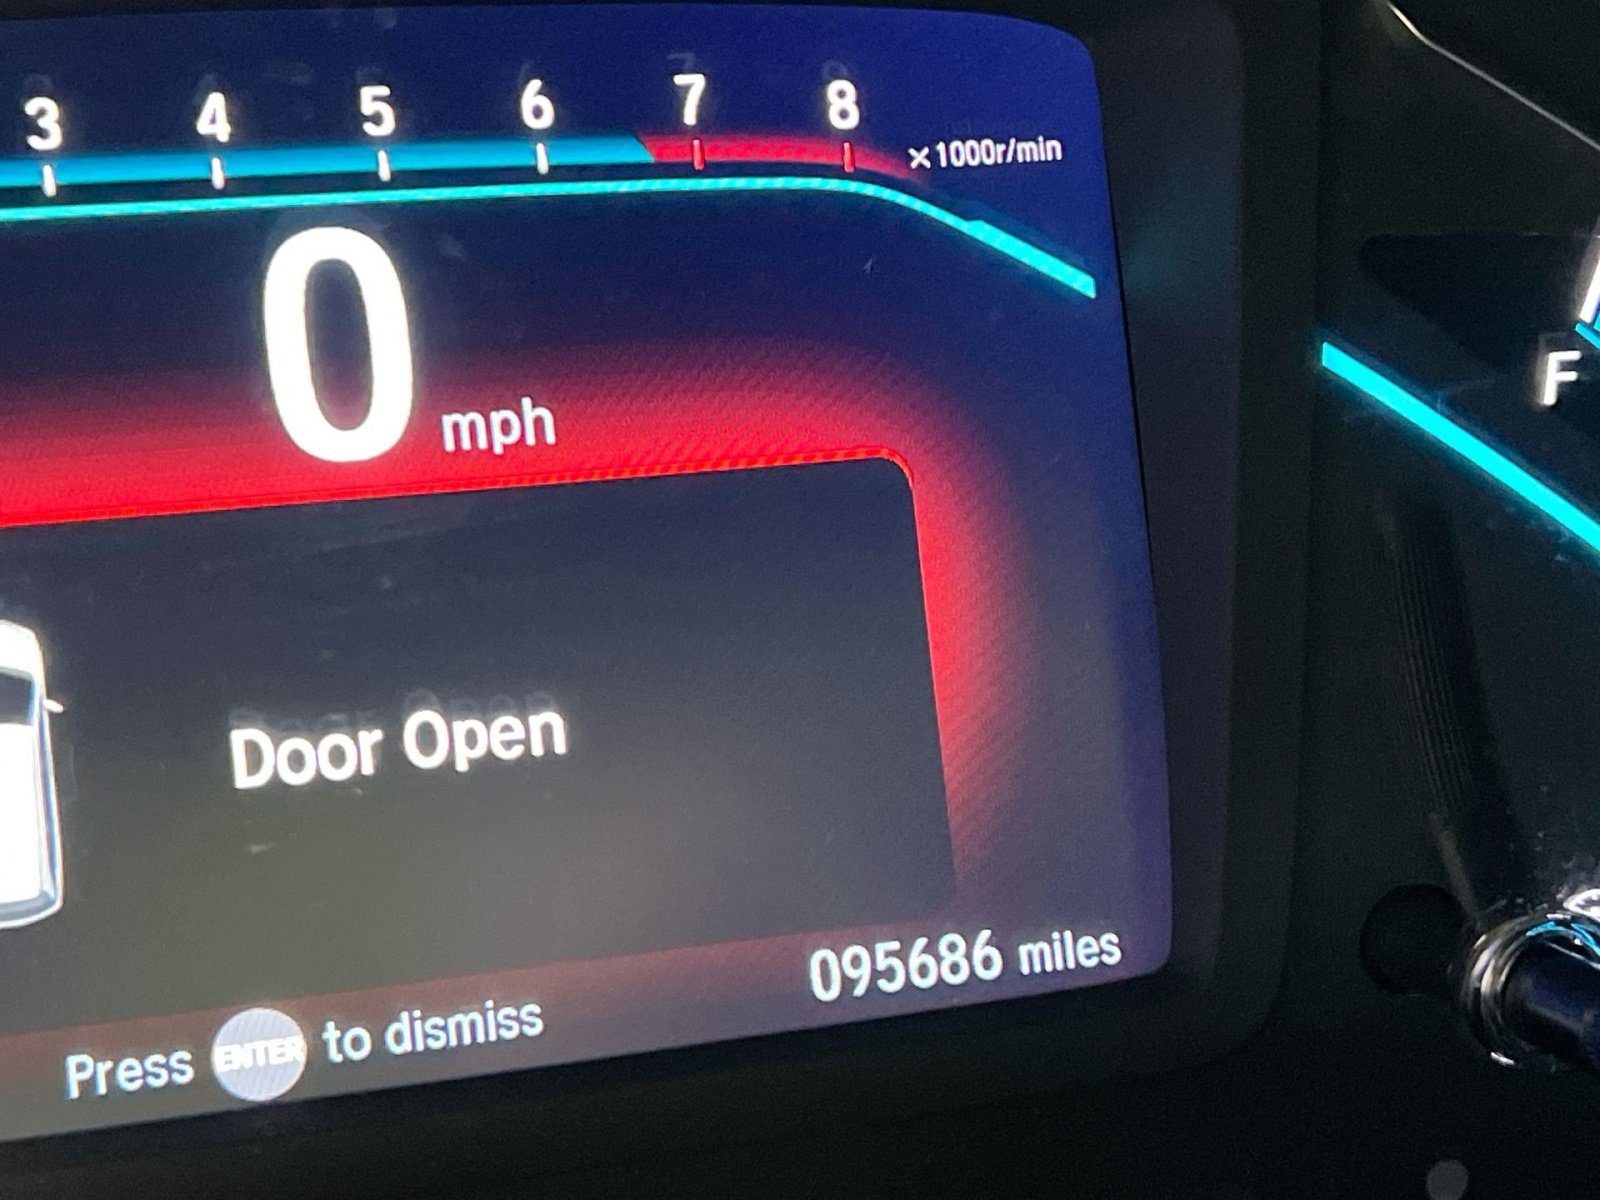 3 4 5 6 7 8
×1000r/min
0 mph
F
Door Open
095686 miles
Press ENTER to dismiss